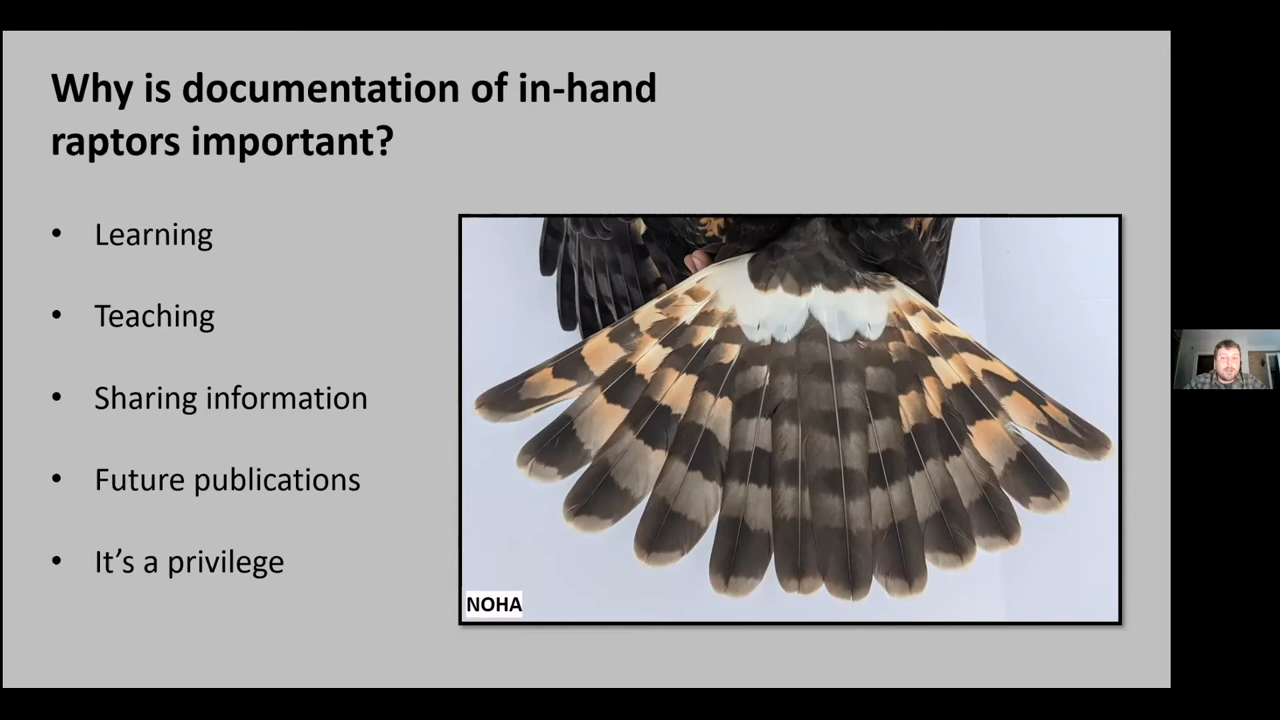 Why is documentation of in-hand
raptors important?
• Learning
• Teaching
• Sharing information
• Future publications
• It’s a privilege
NOHA